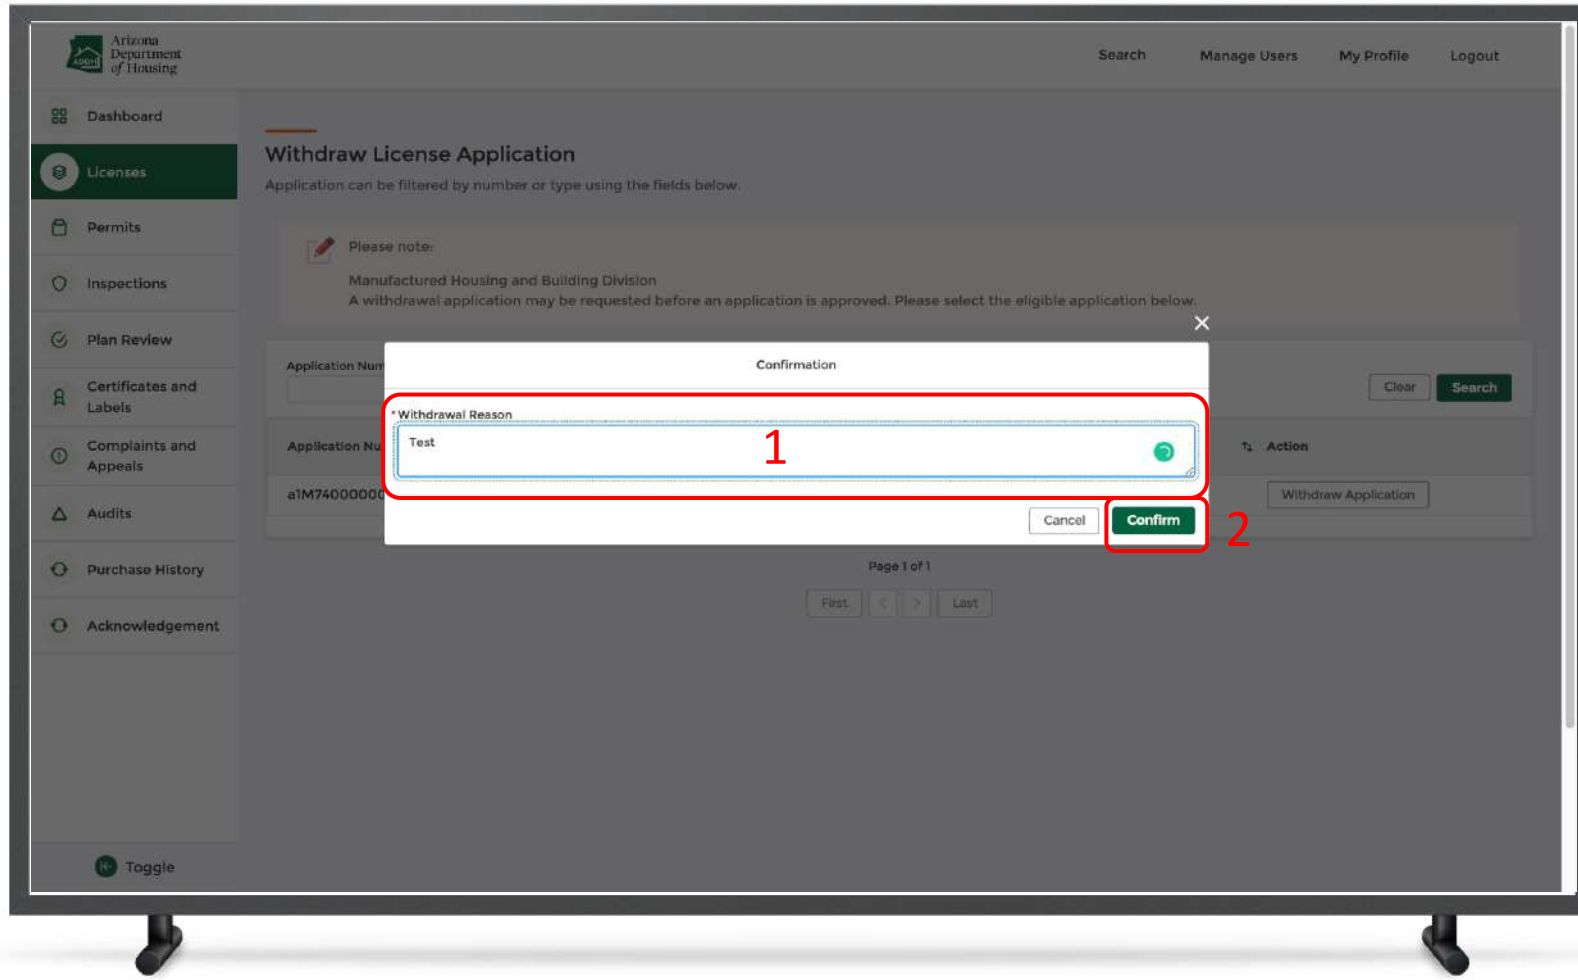 Arizona
Department
of Housing
ADOH
Search Manage Users My Profile Logout
Dashboard
Licenses
Permits
Inspections
Plan Review
Certificates and
Labels
Complaints and
Appeals
Audits
Purchase History
Acknowledgement
Toggle
Withdraw License Application
Application can be filtered by number or type using the fields below.
Please note:
Manufactured Housing and Building Division
A withdrawal application may be requested before an application is approved. Please select the eligible application below.
Application Num
Clear Search
Application Nu
Action
a1M74000000
Withdraw Application
Confirmation
* Withdrawal Reason
Test
1
Cancel Confirm
2
Page 1 of 1
First < > Last